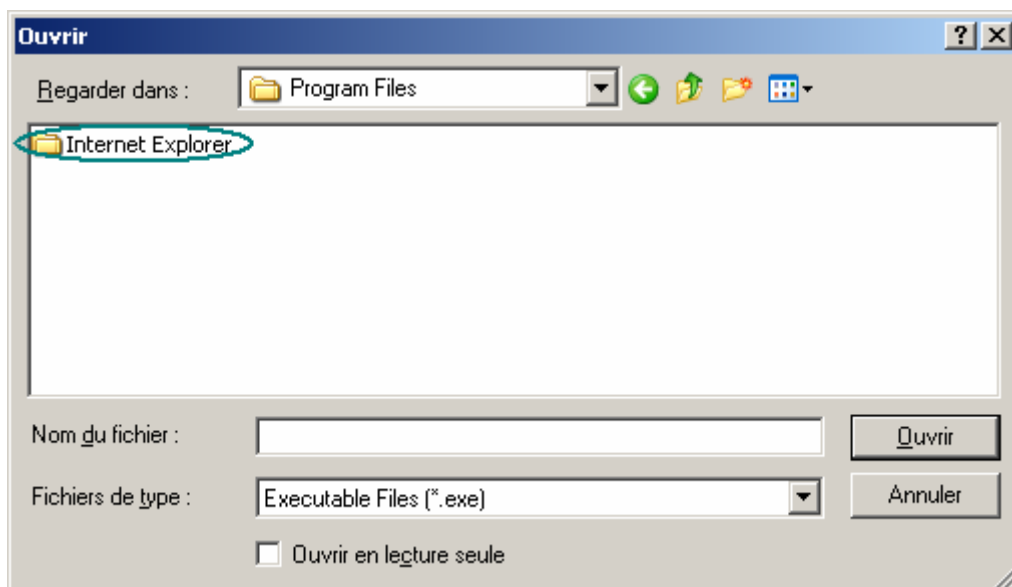 Ouvrir
Regarder dans :
Program Files
Internet Explorer
Nom du fichier :
Ouvrir
Fichiers de type :
Executable Files (*.exe)
Annuler
Ouvrir en lecture seule